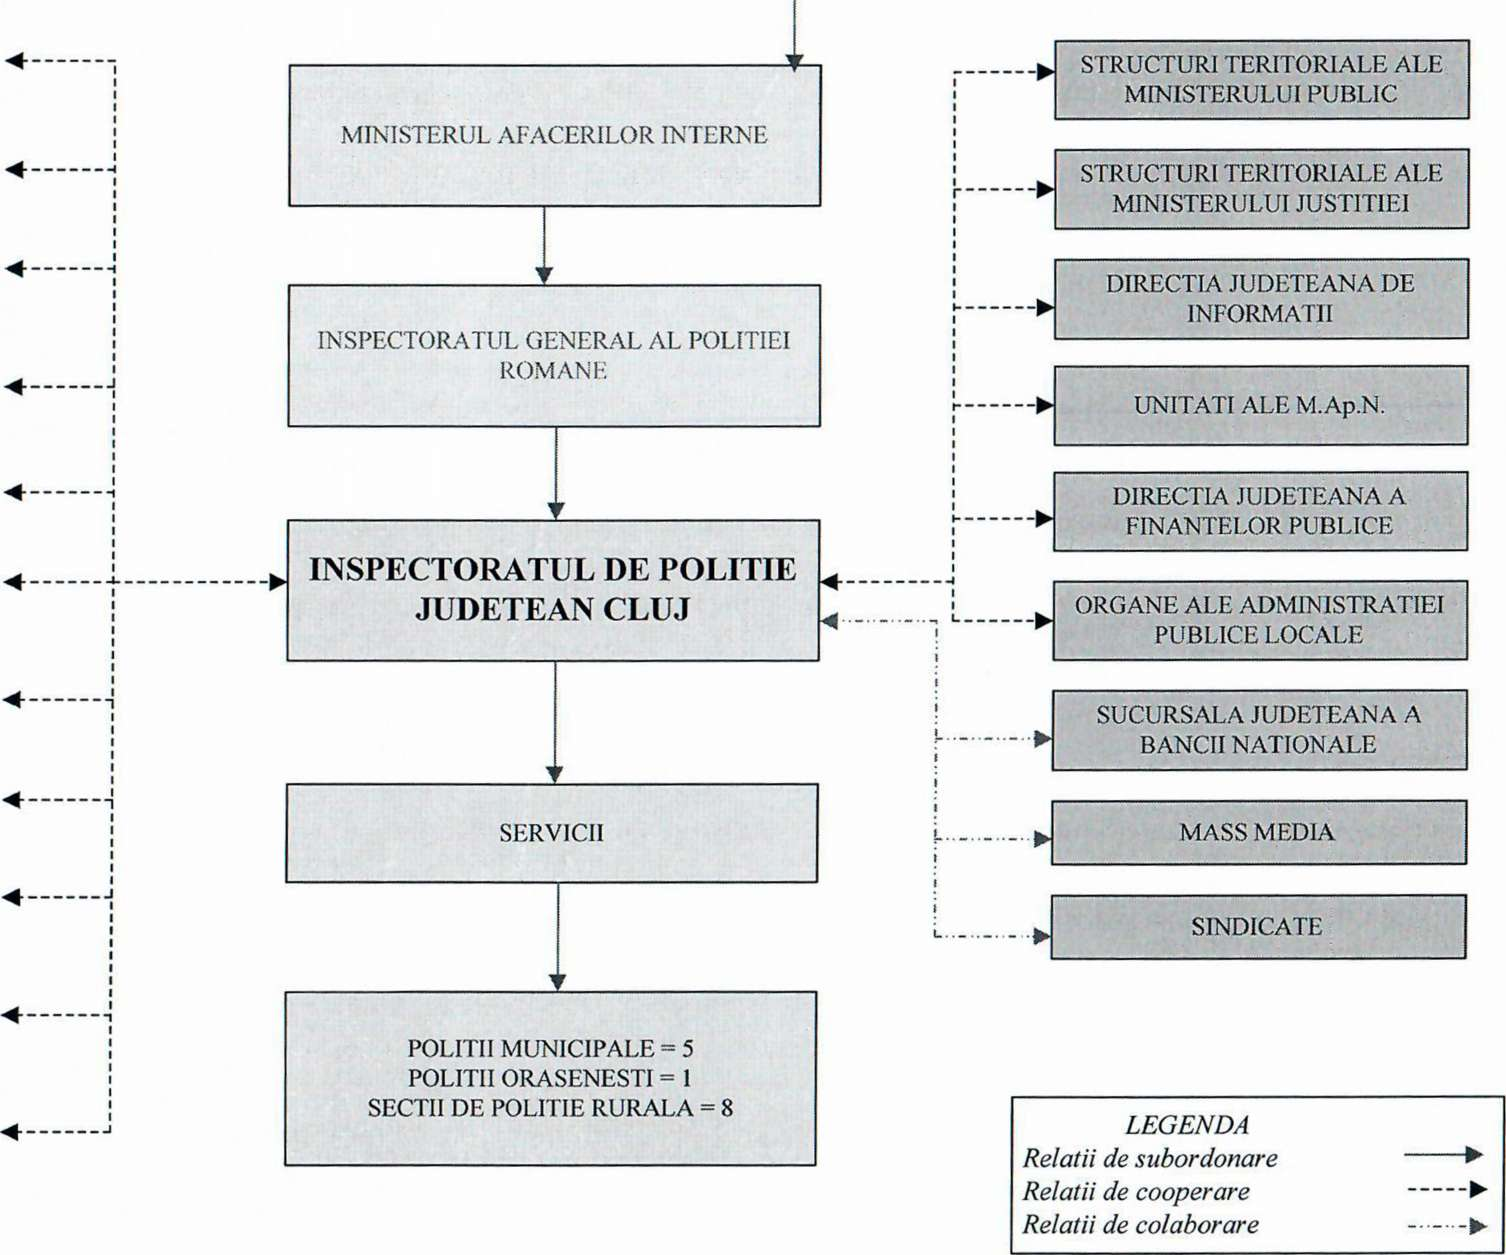 MINISTERUL AFACERILOR INTERNE
INSPECTORATUL GENERAL AL POLITIEI
ROMANE
INSPECTORATUL DE POLITIE
JUDETEAN CLUJ
SERVICII
POLITII MUNICIPALE = 5
POLITII ORASENESTI = 1
SECTII DE POLITIE RURALA = 8
STRUCTURI TERITORIALE ALE
MINISTERULUI PUBLIC
STRUCTURI TERITORIALE ALE
MINISTERULUI JUSTITIEI
DIRECTIA JUDETEANA DE
INFORMATII
UNITATI ALE M.Ap.N.
DIRECTIA JUDETEANA A
FINANTELOR PUBLICE
ORGANE ALE ADMINISTRATIEI
PUBLICE LOCALE
SUCURSALA JUDETEANA A
BANCII NATIONALE
MASS MEDIA
SINDICATE
LEGENDA
Relatii de subordonare
Relatii de cooperare
Relatii de colaborare